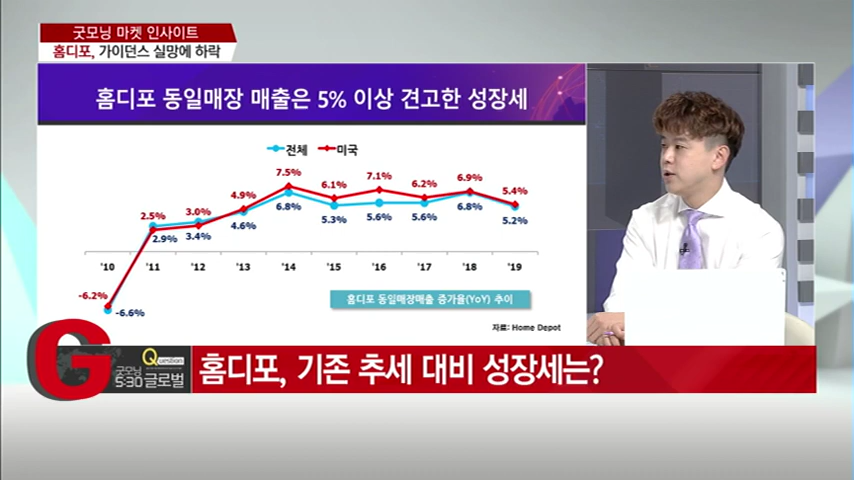 굿모닝 마켓 인사이트
홈디포, 가이던스 실망에 하락
홈디포 동일매장 매출은 5% 이상 견고한 성장세
전체 미국
-6.2% 2.5% 3.0% 4.9% 7.5% 6.1% 7.1% 6.2% 6.9% 5.4%
-6.6% 2.9% 3.4% 4.6% 6.8% 5.3% 5.6% 5.6% 6.8% 5.2%
'10 '11 '12 '13 '14 '15 '16 '17 '18 '19
홈디포 동일매장매출 증가율(YoY) 추이
자료: Home Depot
G
굿모닝
5:30 글로벌
Questions
홈디포, 기존 추세 대비 성장세는?